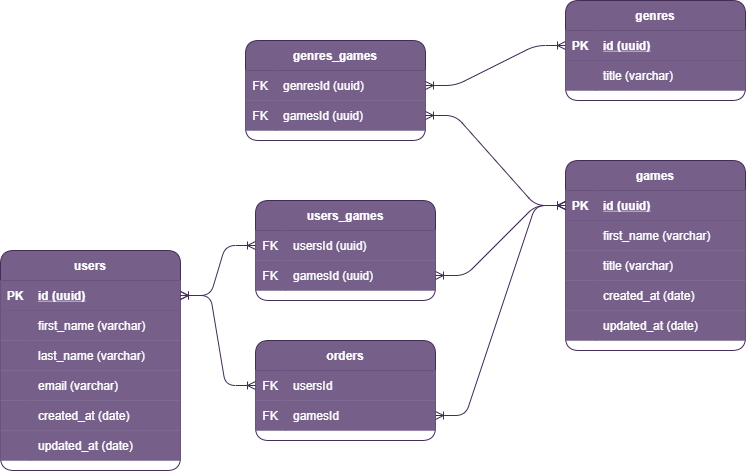 genres
PK id (uuid)
title (varchar)
genres_games
FK genresId (uuid)
FK gamesId (uuid)
games
PK id (uuid)
first_name (varchar)
title (varchar)
created_at (date)
updated_at (date)
users_games
FK usersId (uuid)
FK gamesId (uuid)
users
PK id (uuid)
first_name (varchar)
last_name (varchar)
email (varchar)
created_at (date)
updated_at (date)
orders
FK usersId
FK gamesId